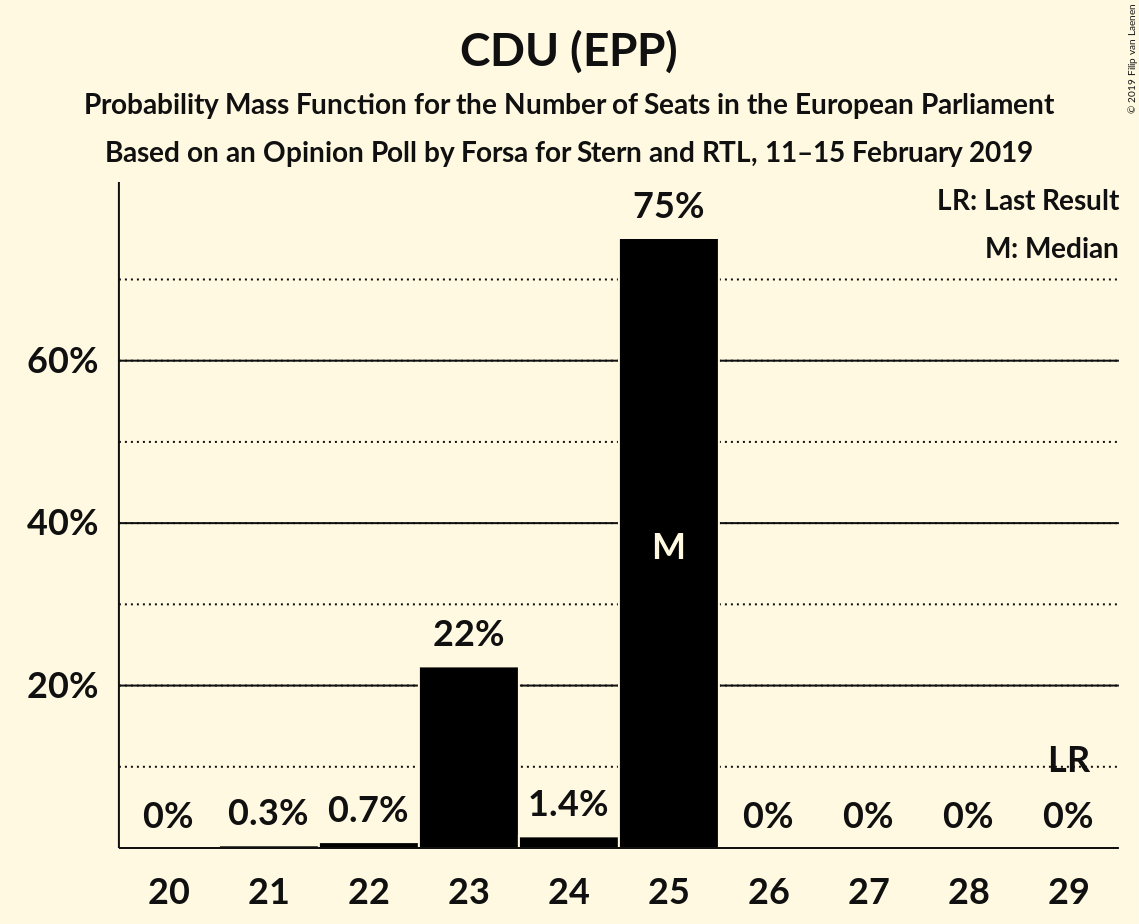 CDU (EPP)
Probability Mass Function for the Number of Seats in the European Parliament
Based on an Opinion Poll by Forsa for Stern and RTL, 11–15 February 2019
© 2019 Filip van Laenen
LR: Last Result
M: Median
75%
60%
40%
M
22%
20%
LR
0%
0.3%
0.7%
1.4%
0%
0%
0%
0%
20 21 22 23 24 25 26 27 28 29